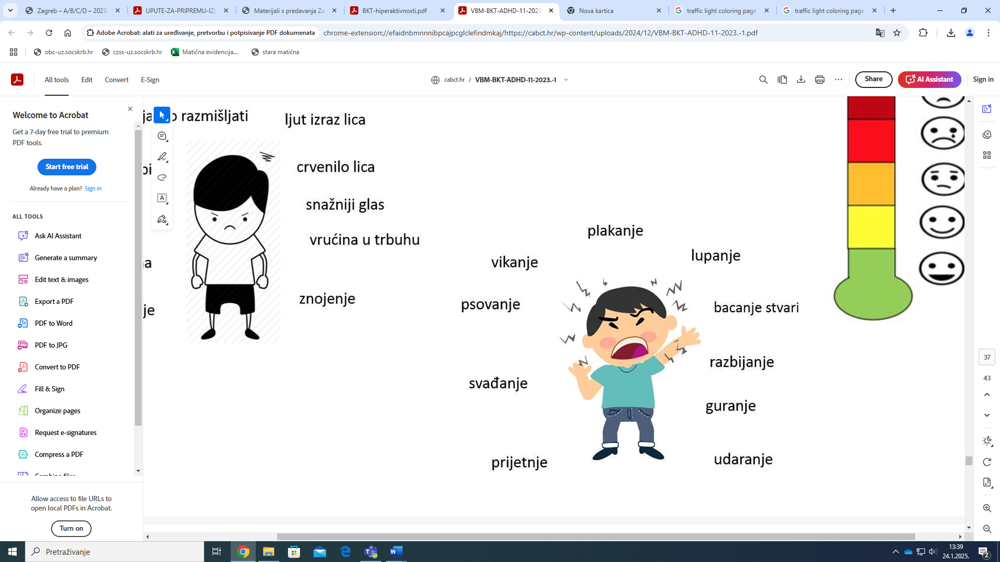 Zagreb – A/B/C/D – 2023
UPUTE-ZA-PRIPREMU-IZL
Materijali s predavanja Za
BKT-hiperaktivnosti.pdf
VBM-BKT-ADHD-11-2023
Nova kartica
traffic light coloring page
traffic light coloring page
Adobe Acrobat: alati za uređivanje, pretvorbu i potpisivanje PDF dokumenata
chrome-extension://efaidnbmnnnibpcajpcglclefindmkaj/https://cabct.hr/wp-content/uploads/2024/12/VBM-BKT-ADHD-11-2023.-1.pdf
obc-uz.socskrb.hr
czss-uz.socskrb.hr
Matična evidencija...
stara matična
All tools
Edit
Convert
E-Sign
cabct.hr / VBM-BKT-ADHD-11-2023.-1
Share
AI Assistant
Sign in
Welcome to Acrobat
Get a 7-day free trial to premium
PDF tools.
Start free trial
Already have a plan? Sign in
ALL TOOLS
Ask AI Assistant
Generate a summary
Edit text & images
Export a PDF
PDF to Word
PDF to JPG
Convert to PDF
Fill & Sign
Organize pages
Request e-signatures
Compress a PDF
Combine files
Allow access to file URLs to
open local PDFs in Acrobat.
Turn on
razmišljati
ljut izraz lica
crvenilo lica
snažniji glas
vrućina u trbuhu
znojenje
plakanje
vikanje
lupanje
psovanje
bacanje stvari
razbijanje
svađanje
guranje
prijetnje
udaranje
37
43
Pretraživanje
13:39
24.1.2025.
2